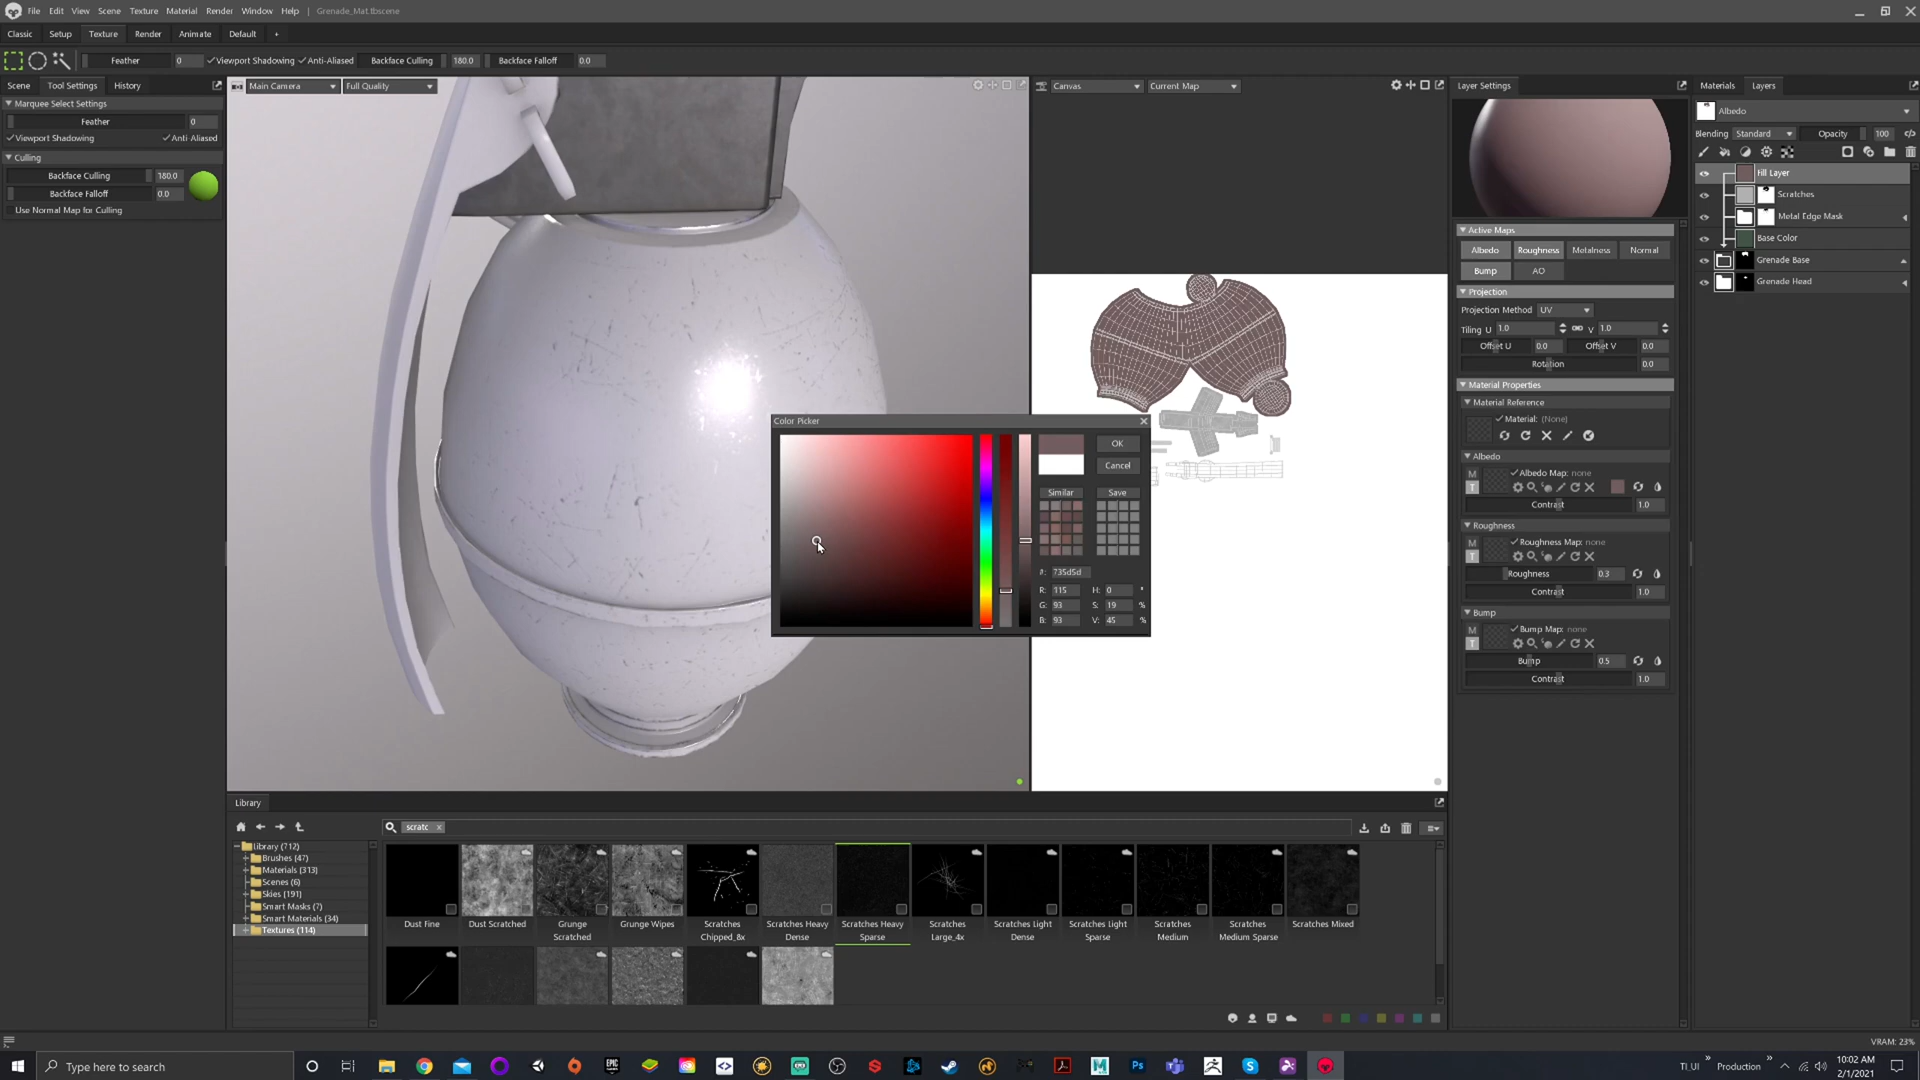 File Edit View Scene Texture Material Render Window Help | Grenade_Mat.tbscene
Classic Setup Texture Render Animate Default +
Feather 0 Viewport Shadowing Anti-Aliased Backface Culling 180.0 Backface Falloff 0.0
Scene Tool Settings History
Marquee Select Settings
Feather 0
Viewport Shadowing Anti-Aliased
Culling
Backface Culling 180.0
Backface Falloff 0.0
Use Normal Map for Culling
Main Camera Full Quality
Canvas Current Map
Color Picker
OK
Cancel
Similar Save
#: 735d5d
R: 115 H: 0 °
G: 93 S: 19 %
B: 93 V: 45 %
Layer Settings
Active Maps
Albedo Roughness Metalness Normal
Bump AO
Projection
Projection Method UV
Tiling U 1.0 V 1.0
Offset U 0.0 Offset V 0.0
Rotation 0.0
Material Properties
Material Reference
Material: (None)
Albedo
M Albedo Map: none
T
Contrast 1.0
Roughness
M Roughness Map: none
T
Roughness 0.3
Contrast 1.0
Bump
M Bump Map: none
T
Bump 0.5
Contrast 1.0
Materials Layers
Albedo
Blending Standard Opacity 100
Fill Layer
Scratches
Metal Edge Mask
Base Color
Grenade Base
Grenade Head
Library
scratc x
Library (712)
Brushes (47)
Materials (313)
Scenes (6)
Skies (191)
Smart Masks (7)
Smart Materials (34)
Textures (114)
Dust Fine
Dust Scratched
Grunge Scratched
Grunge Wipes
Scratches Chipped_8x
Scratches Heavy Dense
Scratches Heavy Sparse
Scratches Large_4x
Scratches Light Dense
Scratches Light Sparse
Scratches Medium
Scratches Medium Sparse
Scratches Mixed
VRAM: 23%
Type here to search
TI_UI » Production »
10:02 AM
2/1/2021